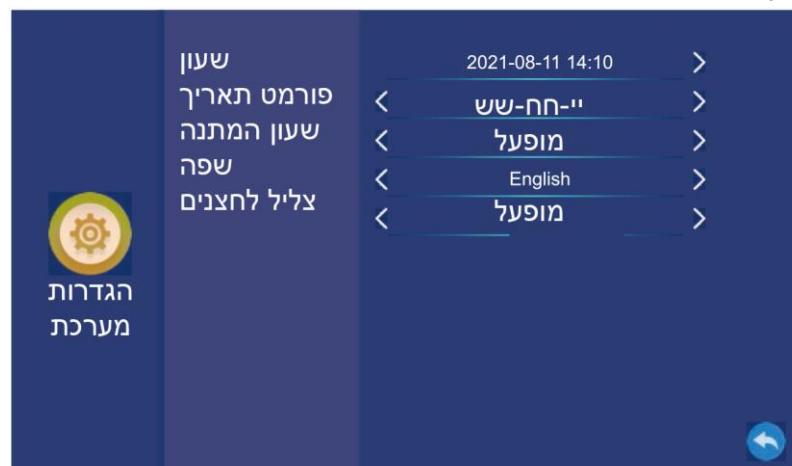 שעון
2021-08-11 14:10
פורמט תאריך
יי-חח-שש
שעון המתנה
מופעל
שפה
English
צליל לחצנים
מופעל
הגדרות
מערכת